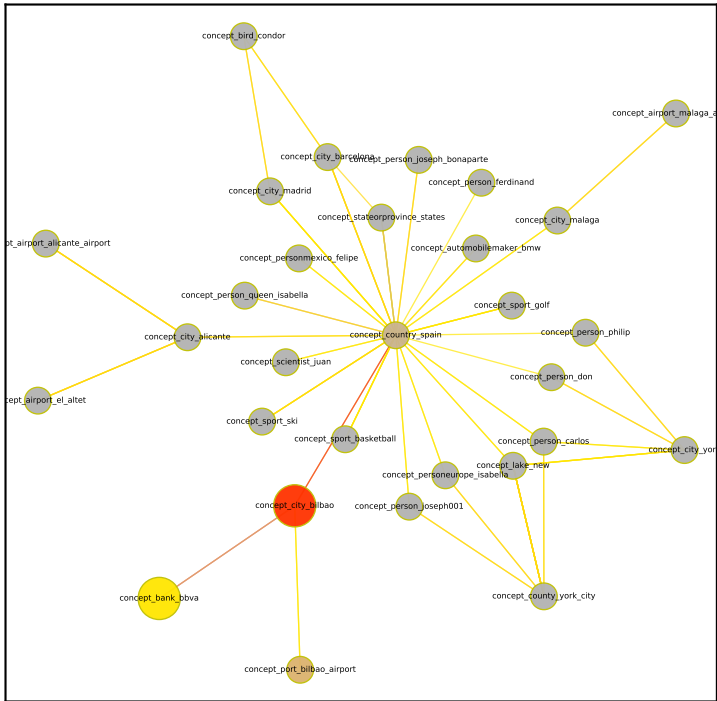 concept_bird_condor
concept_airport_malaga_a
concept_city_barcelona
concept_person_joseph_bonaparte
concept_person_ferdinand
concept_city_madrid
concept_stateorprovince_states
concept_city_malaga
pt_airport_alicante_airport
concept_automobilemaker_bmw
concept_personmexico_felipe
concept_person_queen_isabella
concept_sport_golf
concept_country_spain
concept_person_philip
concept_city_alicante
concept_scientist_juan
concept_person_don
cept_airport_el_altet
concept_sport_ski
concept_sport_basketball
concept_person_carlos
concept_city_yor
concept_lake_new
concept_personeurope_isabella
concept_city_bilbao
concept_person_joseph001
concept_bank_bbva
concept_county_york_city
concept_port_bilbao_airport